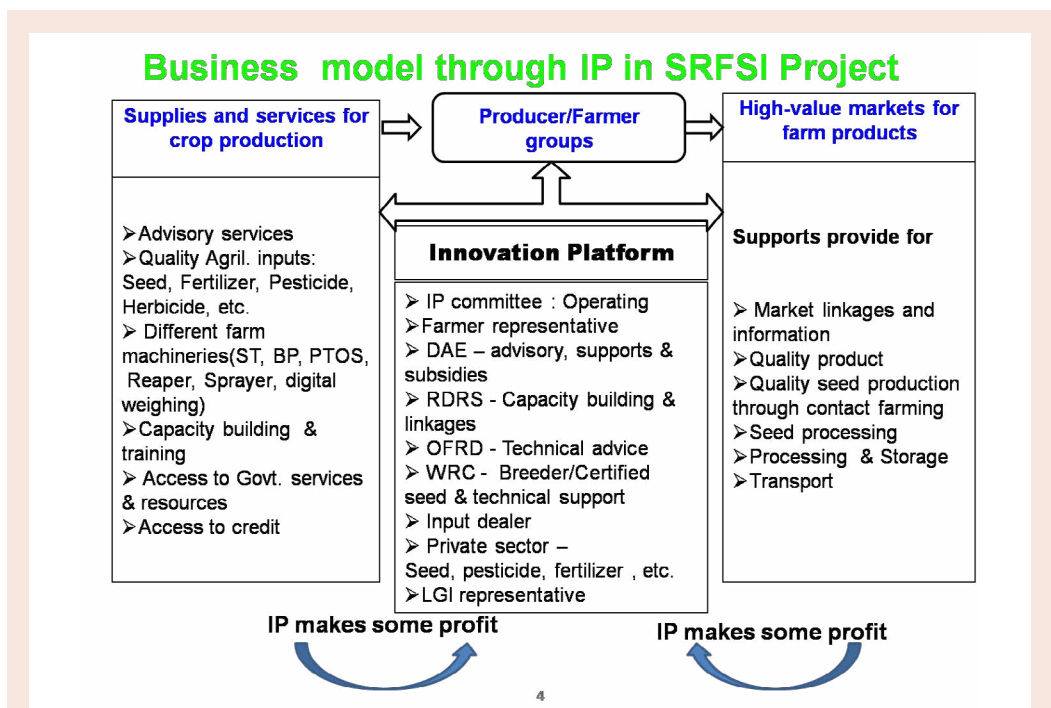 Business model through IP in SRFSI Project
Supplies and services for
crop production
➢Advisory services
➢Quality Agril. inputs:
Seed, Fertilizer, Pesticide,
Herbicide, etc.
➢ Different farm
machineries(ST, BP, PTOS,
Reaper, Sprayer, digital
weighing)
➢Capacity building &
training
➢ Access to Govt. services
& resources
➢Access to credit
Producer/Farmer
groups
Innovation Platform
➢ IP committee : Operating
➢Farmer representative
➢ DAE – advisory, supports &
subsidies
➢ RDRS - Capacity building &
linkages
➢ OFRD - Technical advice
➢ WRC - Breeder/Certified
seed & technical support
➢ Input dealer
➢ Private sector –
Seed, pesticide, fertilizer , etc.
➢LGI representative
High-value markets for
farm products
Supports provide for
➢ Market linkages and
information
➢Quality product
➢Quality seed production
through contact farming
➢Seed processing
➢Processing & Storage
➢Transport
IP makes some profit
IP makes some profit
4